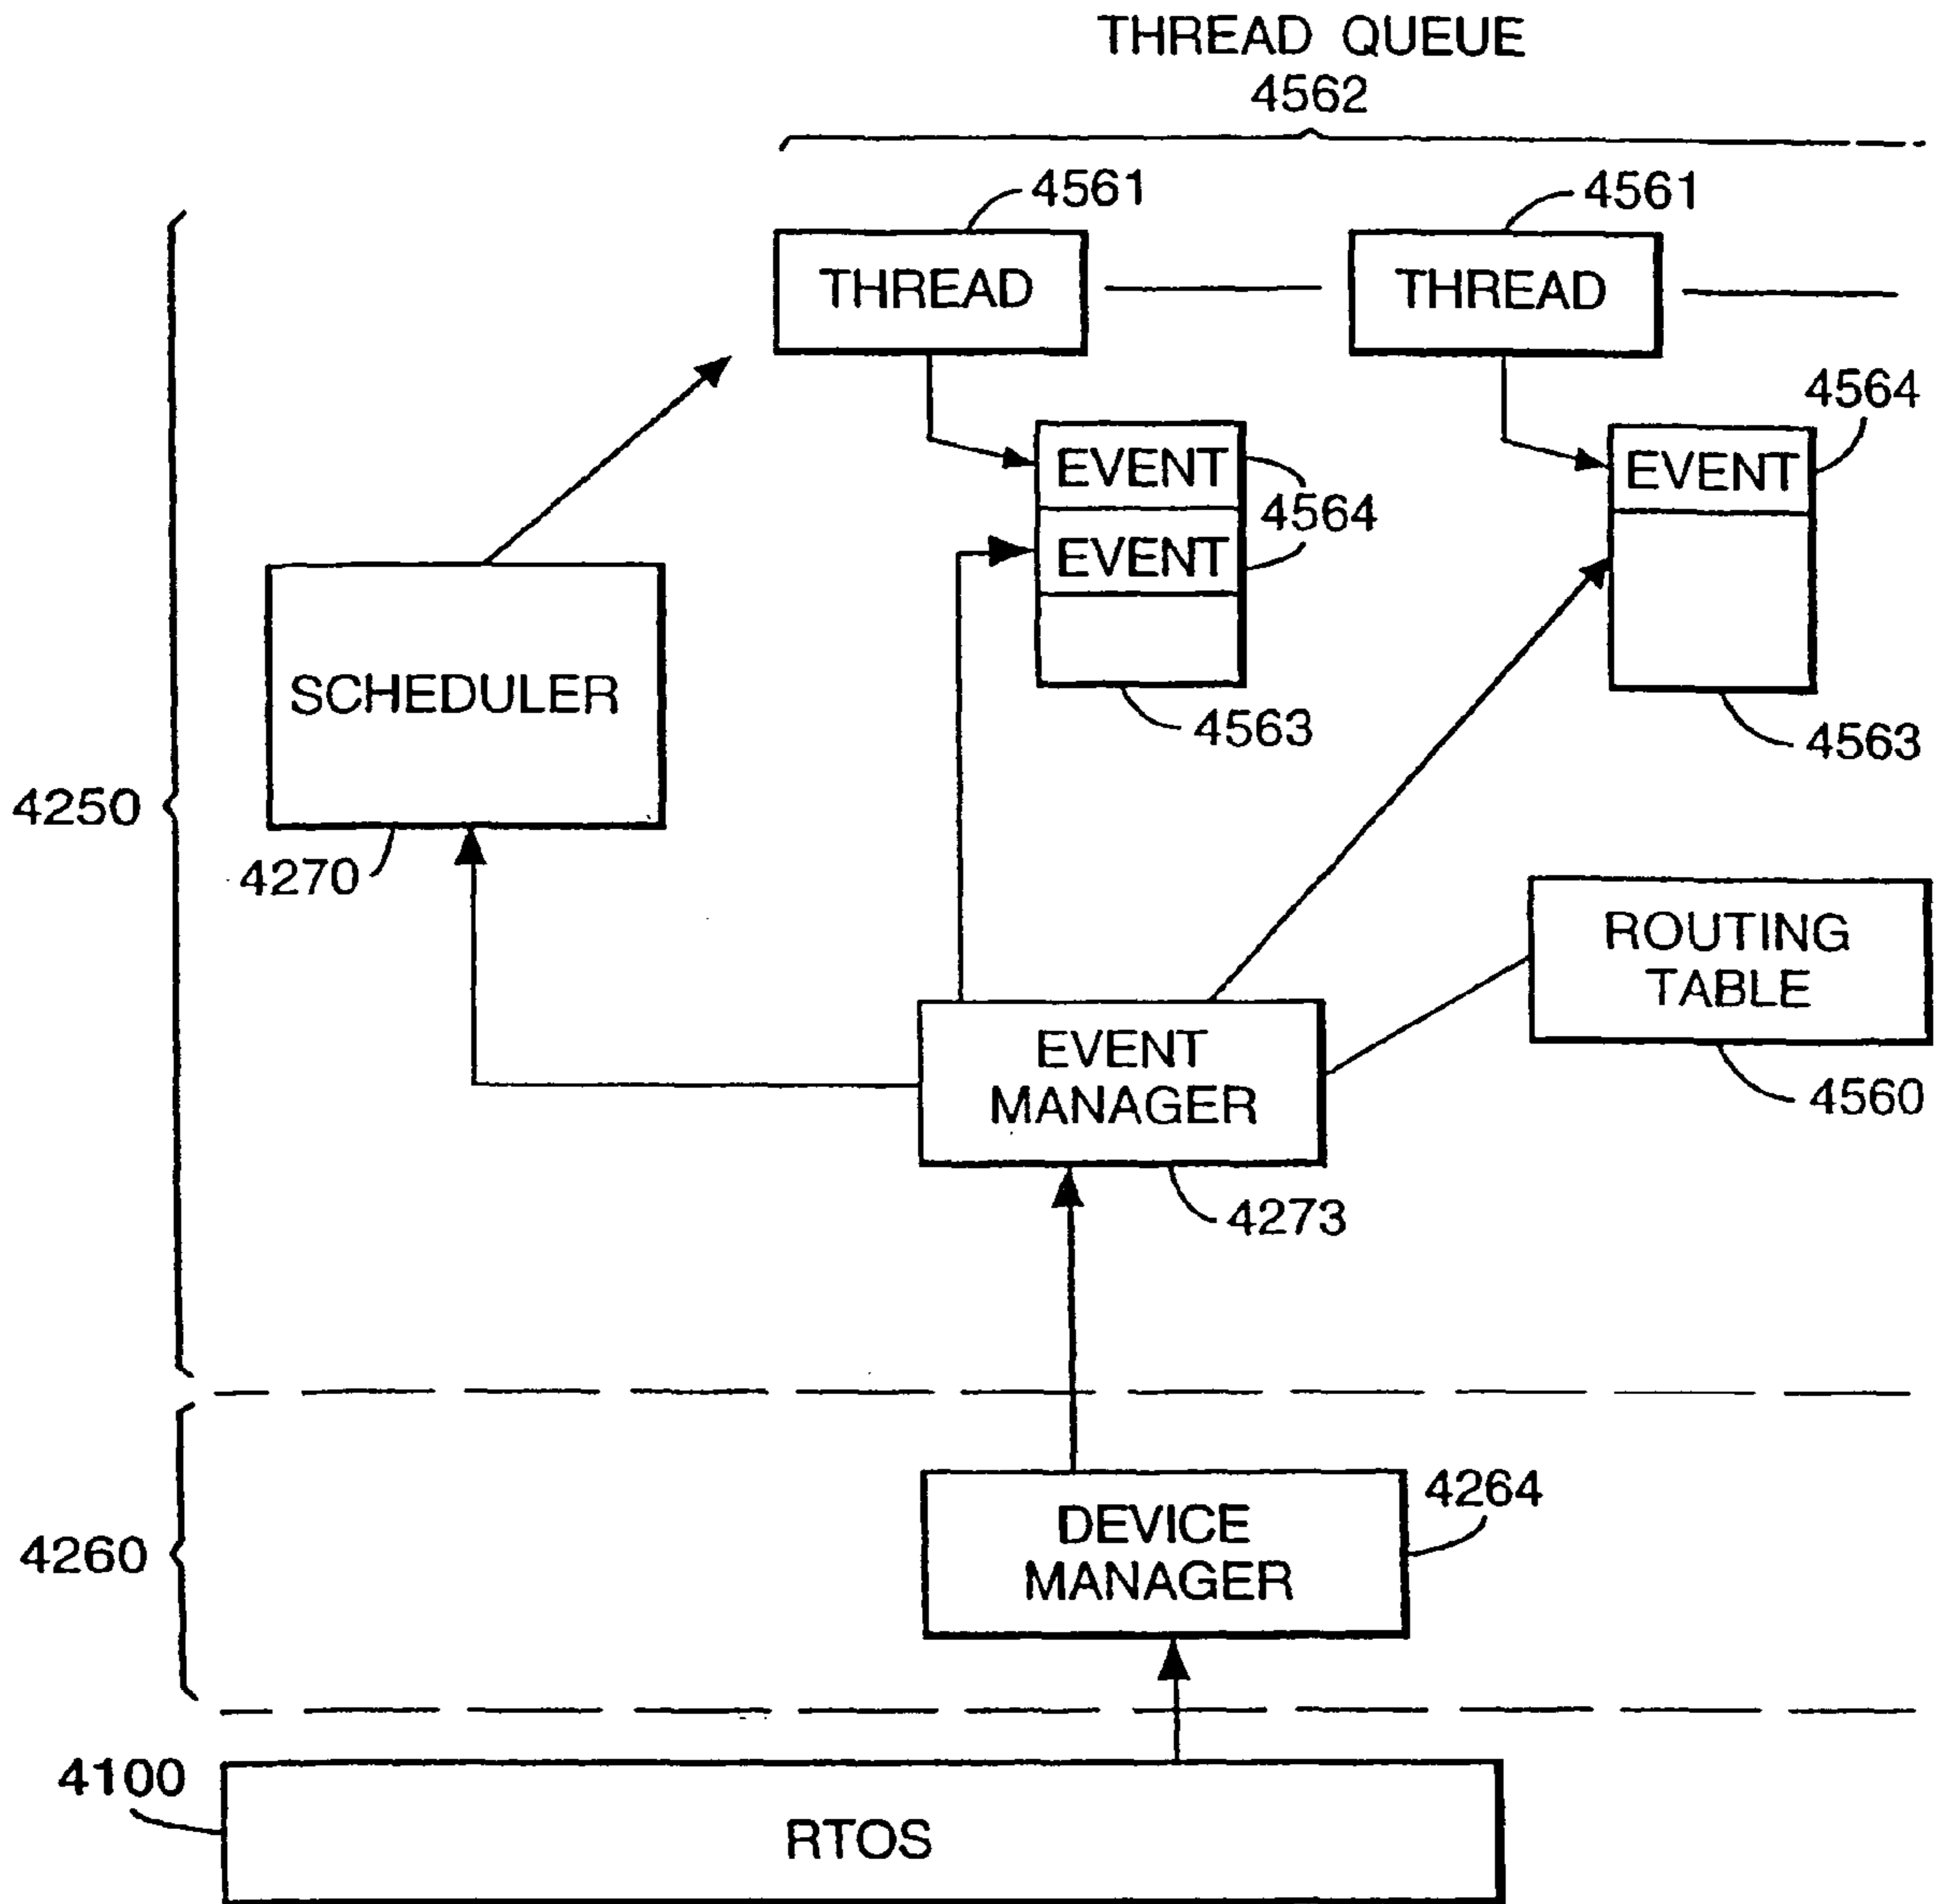 THREAD QUEUE
4562
4561
4561
THREAD
THREAD
4564
EVENT
EVENT
4564
EVENT
SCHEDULER
4563
4563
4250
4270
ROUTING
TABLE
EVENT
MANAGER
4560
4273
4264
DEVICE
MANAGER
4260
4100
RTOS